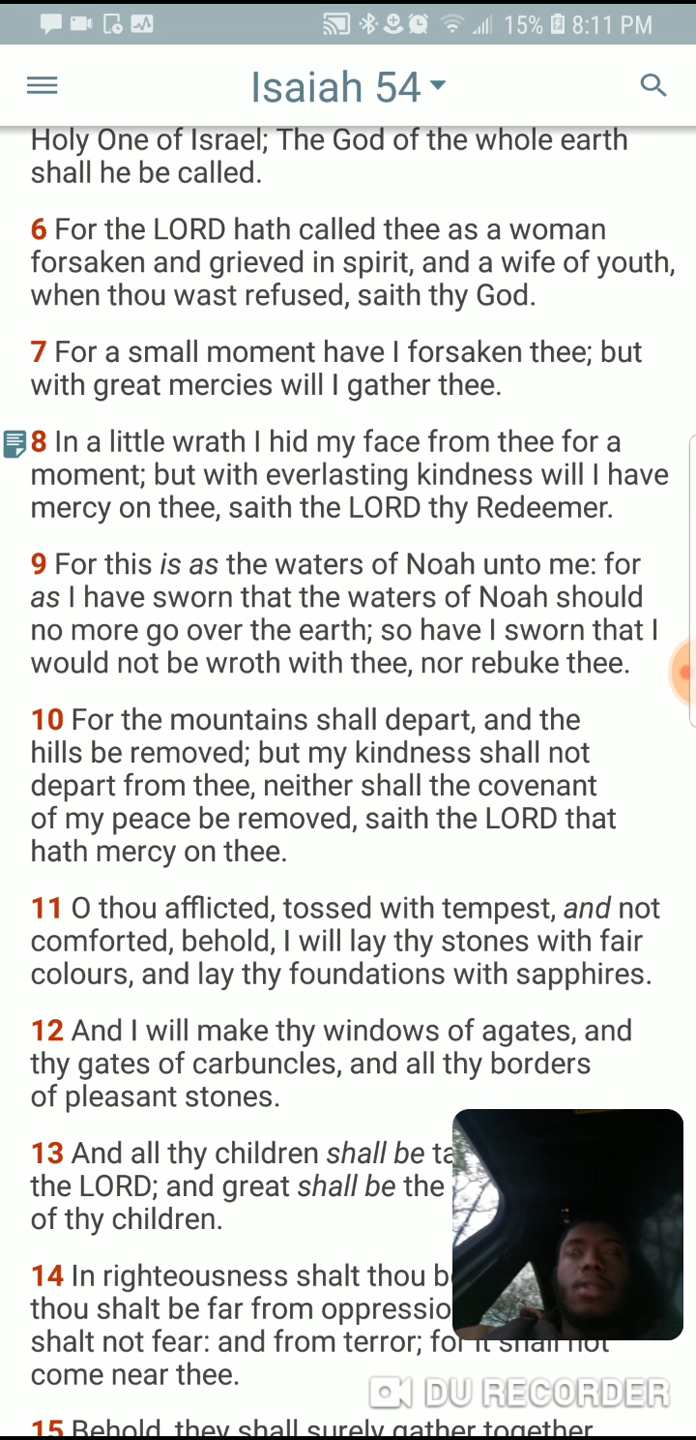 15% 8:11 PM
Isaiah 54
Holy One of Israel; The God of the whole earth
shall he be called.
6 For the LORD hath called thee as a woman
forsaken and grieved in spirit, and a wife of youth,
when thou wast refused, saith thy God.
7 For a small moment have I forsaken thee; but
with great mercies will I gather thee.
8 In a little wrath I hid my face from thee for a
moment; but with everlasting kindness will I have
mercy on thee, saith the LORD thy Redeemer.
9 For this is as the waters of Noah unto me: for
as I have sworn that the waters of Noah should
no more go over the earth; so have I sworn that I
would not be wroth with thee, nor rebuke thee.
10 For the mountains shall depart, and the
hills be removed; but my kindness shall not
depart from thee, neither shall the covenant
of my peace be removed, saith the LORD that
hath mercy on thee.
11 O thou afflicted, tossed with tempest, and not
comforted, behold, I will lay thy stones with fair
colours, and lay thy foundations with sapphires.
12 And I will make thy windows of agates, and
thy gates of carbuncles, and all thy borders
of pleasant stones.
13 And all thy children shall be
the LORD; and great shall be the
of thy children.
14 In righteousness shalt thou
thou shalt be far from
shalt not fear: and from terror; for it shall not
come near thee.
DU RECORDER
15 Behold, they shall surely gather together